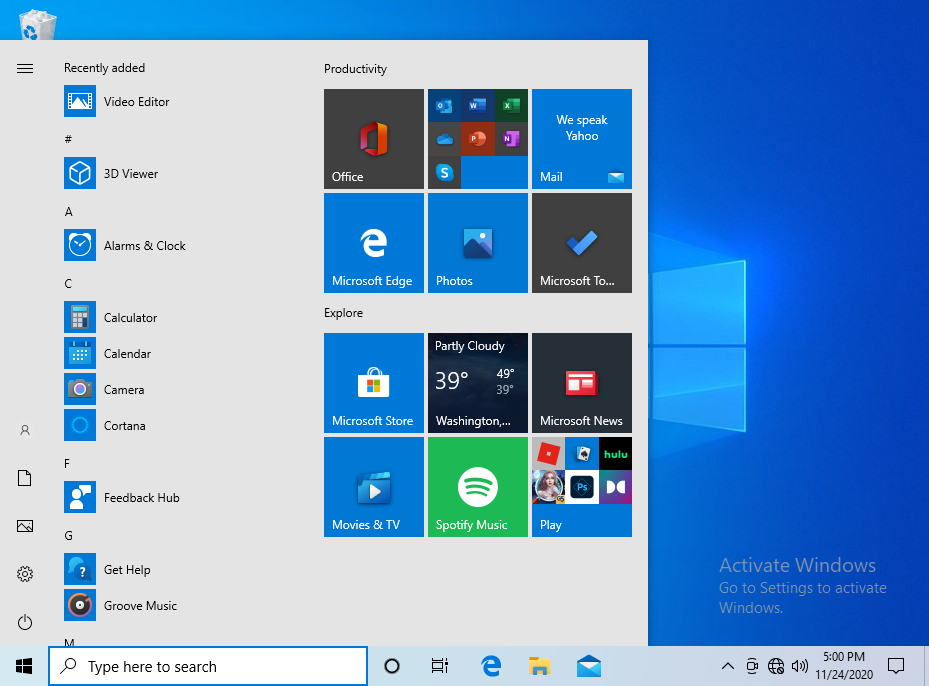 Recently added
Video Editor
#
3D Viewer
A
Alarms & Clock
C
Calculator
Calendar
Camera
Cortana
F
Feedback Hub
G
Get Help
Groove Music
M
Productivity
Office
We speak
Yahoo
Mail
Microsoft Edge
Photos
Microsoft To...
Explore
Microsoft Store
Partly Cloudy
39°
49°
39°
Washington,...
Microsoft News
Movies & TV
Spotify Music
hulu
Ps
Play
Activate Windows
Go to Settings to activate
Windows.
Type here to search
5:00 PM
11/24/2020